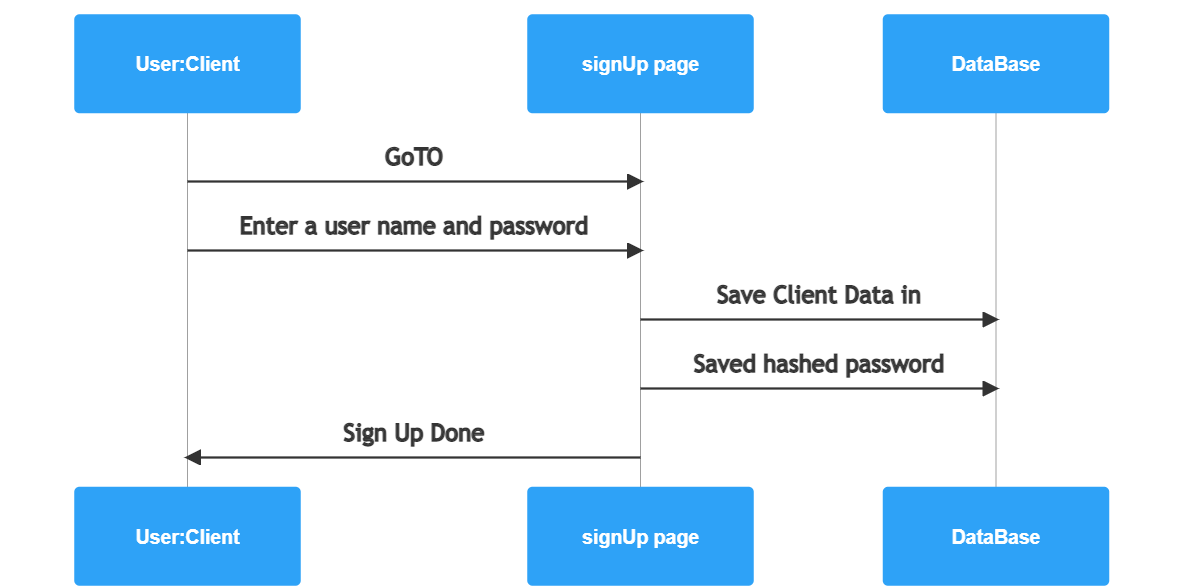 User:Client
signUp page
DataBase
GoTO
Enter a user name and password
Save Client Data in
Saved hashed password
Sign Up Done
User:Client
signUp page
DataBase